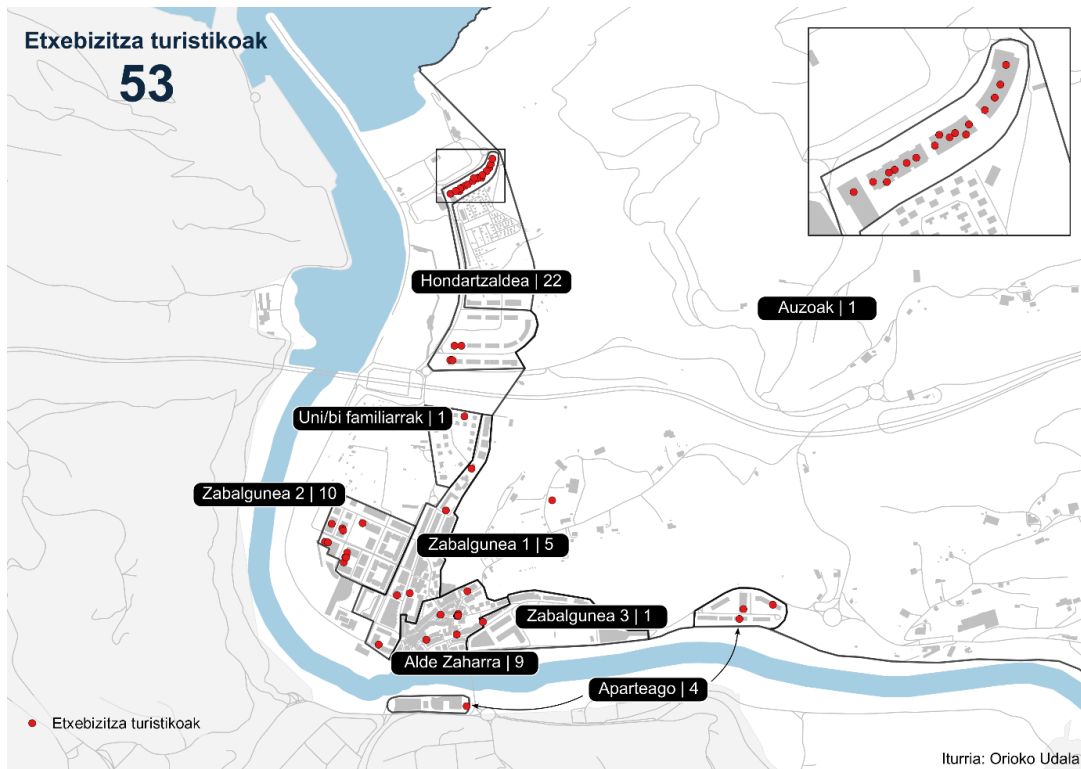 Etxebizitza turistikoak
53
Hondartzaldea | 22
Auzoak | 1
Uni/bi familiarrak | 1
Zabalgunea 2 | 10
Zabalgunea 1 | 5
Zabalgunea 3 | 1
Alde Zaharra | 9
Aparteago | 4
Etxebizitza turistikoak
Iturria: Orioko Udala